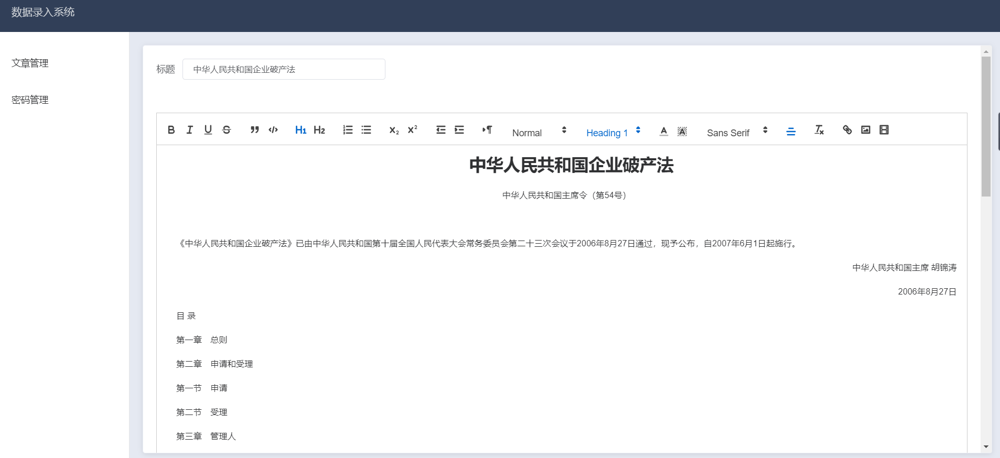 数据录入系统
文章管理
密码管理
标题 中华人民共和国企业破产法
Normal Heading 1 Sans Serif
中华人民共和国企业破产法
中华人民共和国主席令（第54号）
《中华人民共和国企业破产法》已由中华人民共和国第十届全国人民代表大会常务委员会第二十三次会议于2006年8月27日通过，现予公布，自2007年6月1日起施行。
中华人民共和国主席 胡锦涛
2006年8月27日
目 录
第一章　总则
第二章　申请和受理
第一节　申请
第二节　受理
第三章　管理人